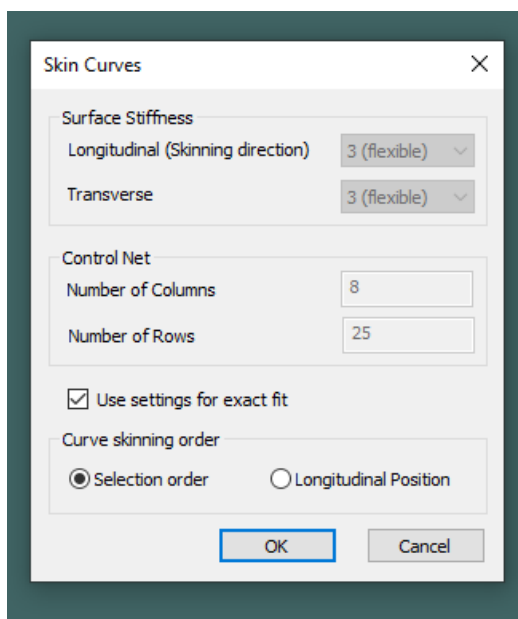 Skin Curves
Surface Stiffness
Longitudinal (Skinning direction) 3 (flexible)
Transverse 3 (flexible)
Control Net
Number of Columns 8
Number of Rows 25
Use settings for exact fit
Curve skinning order
Selection order Longitudinal Position
OK Cancel